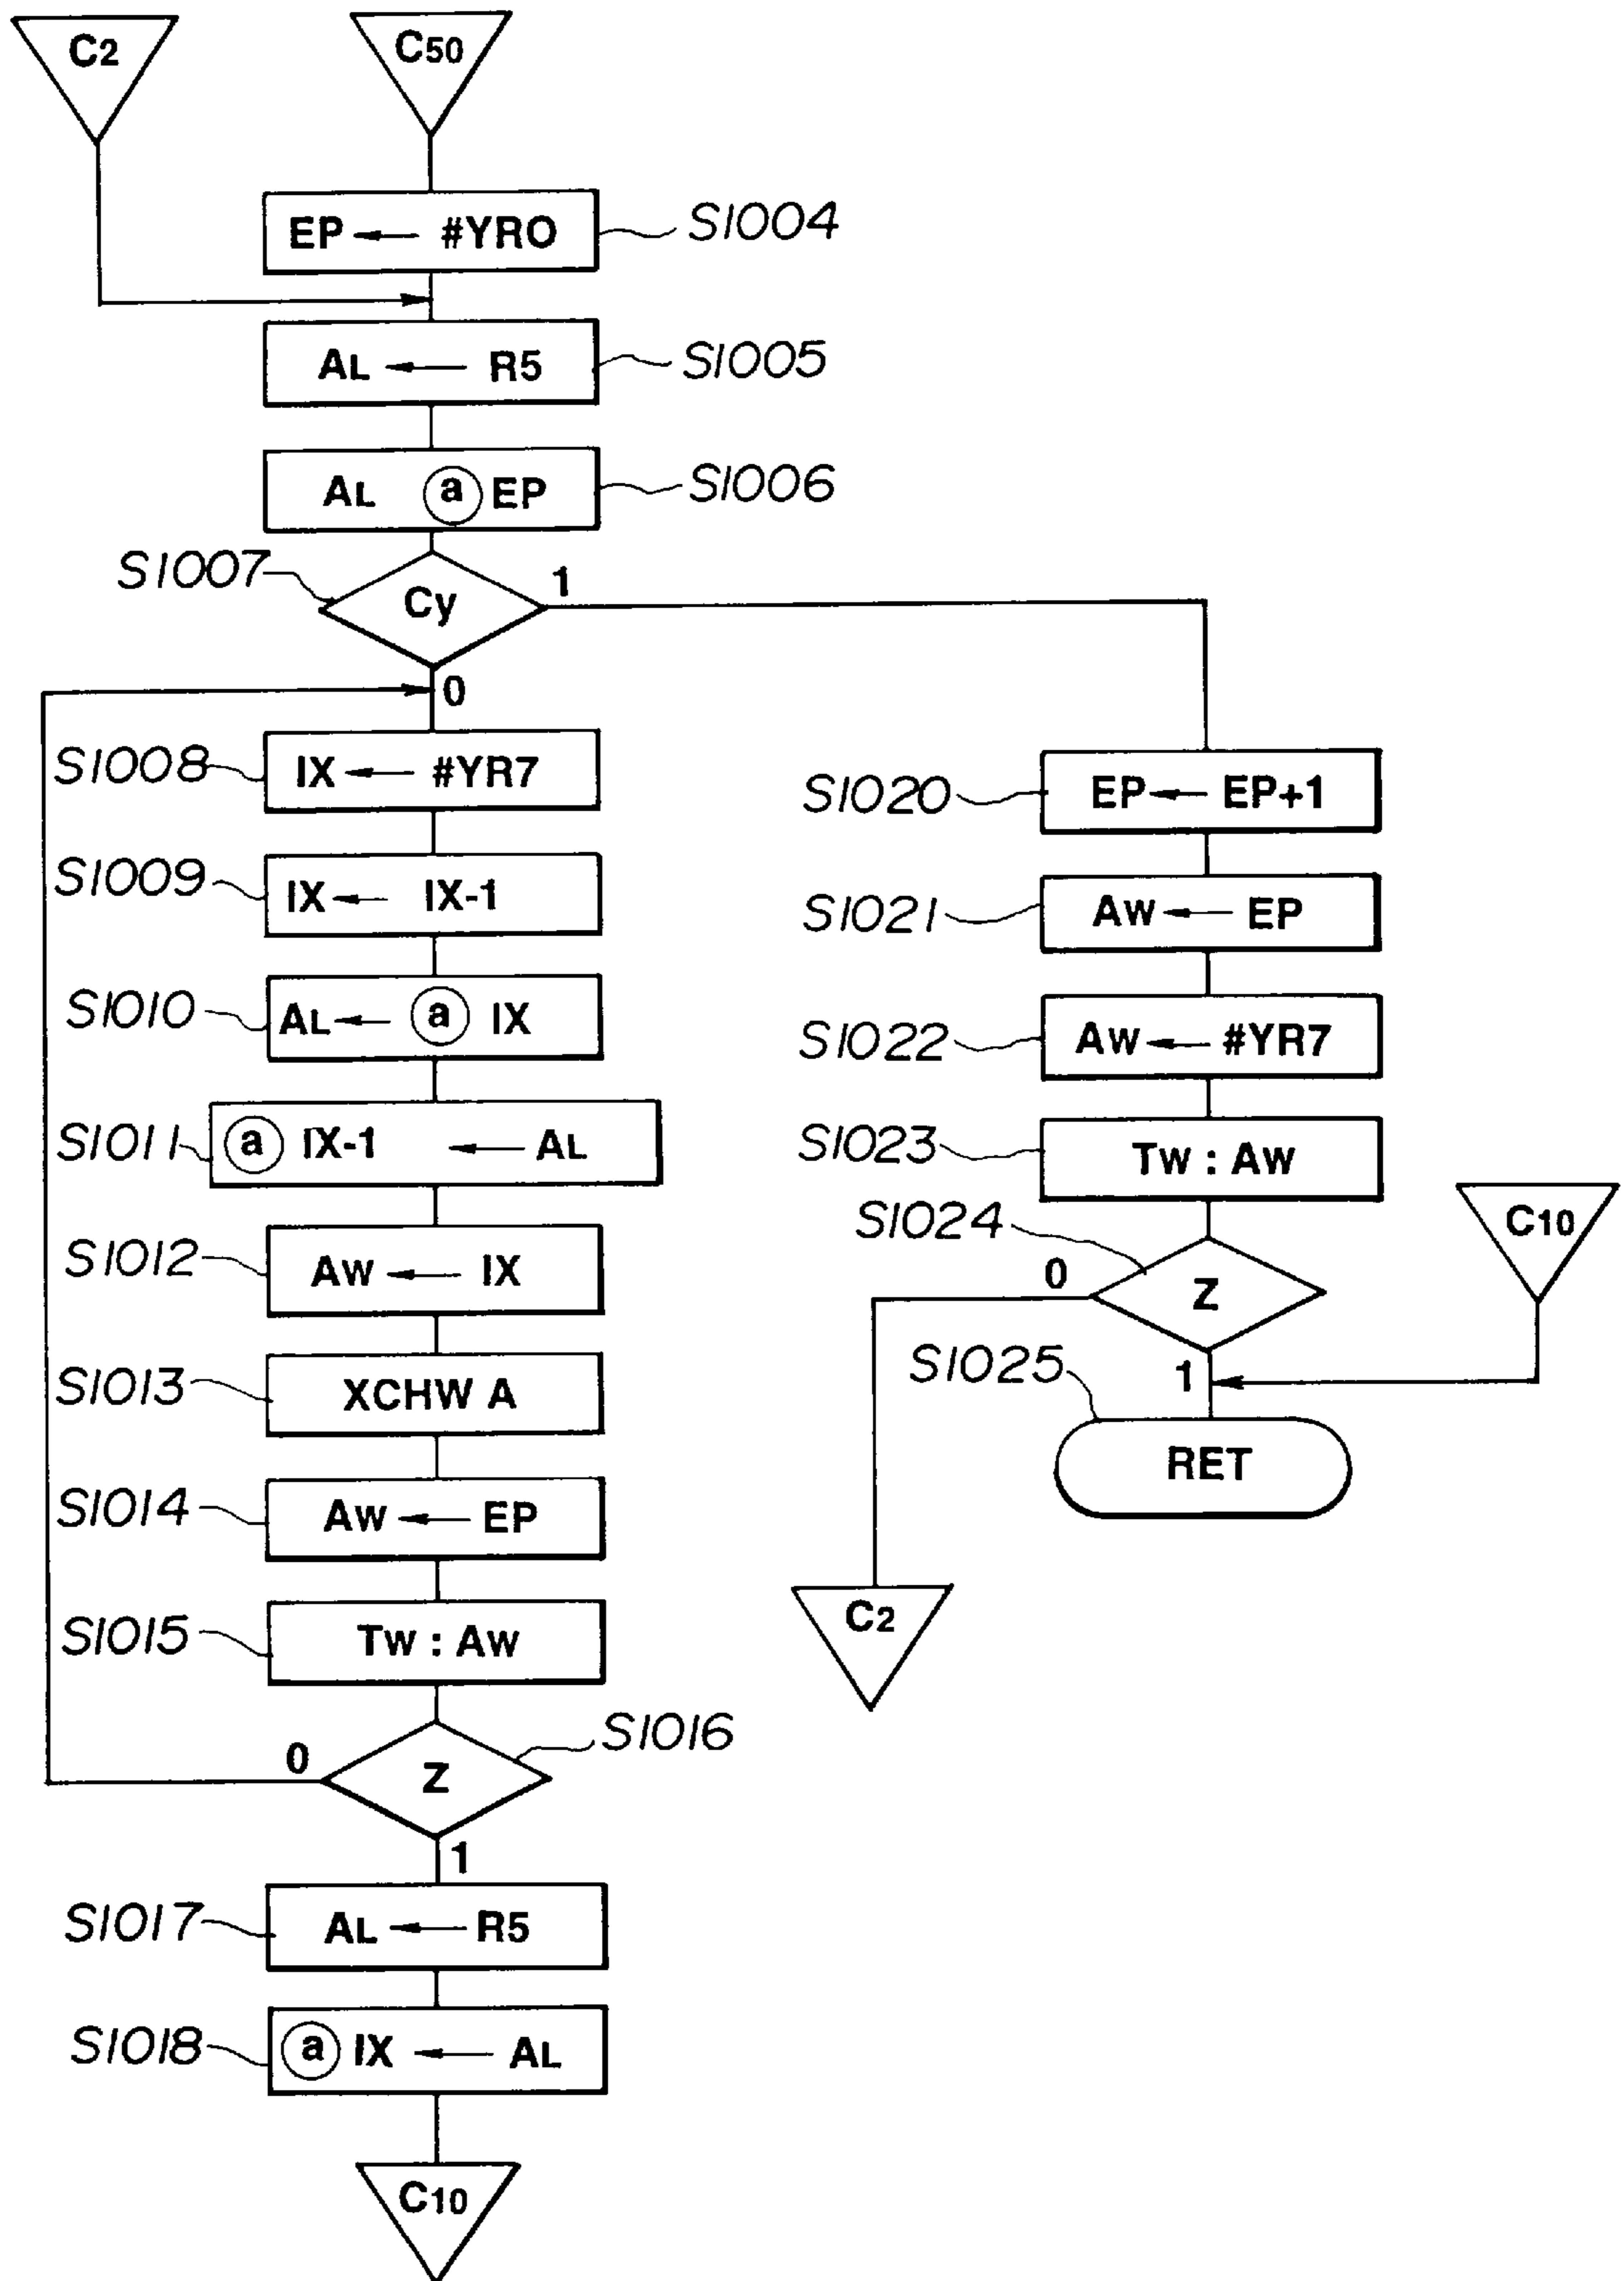 C2
C50
EP ← #YR0
S1004
AL ← R5
S1005
AL ⓐ EP
S1006
S1007
Cy
1
0
S1008
IX ← #YR7
S1009
IX ← IX-1
S1010
AL ← ⓐ IX
S1011
ⓐ IX-1 ← AL
S1012
AW ← IX
S1013
XCHW A
S1014
AW ← EP
S1015
TW : AW
S1016
Z
0
1
S1017
AL ← R5
S1018
ⓐ IX ← AL
C10
S1020
EP ← EP+1
S1021
AW ← EP
S1022
AW ← #YR7
S1023
TW : AW
S1024
Z
0
1
C10
S1025
RET
C2